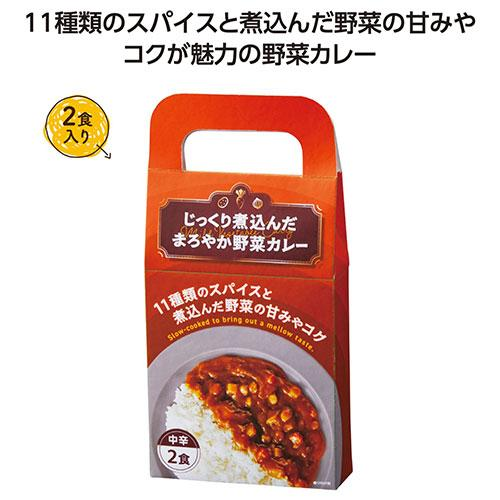 11種類のスパイスと煮込んだ野菜の甘みや
コクが魅力の野菜カレー
2食
入り
じっくり煮込んだ
Mild Vegetable Curry
まろやか野菜カレー
11種類のスパイスと
煮込んだ野菜の甘みやコク
Slow-cooked to bring out a mellow taste.
中辛
2食